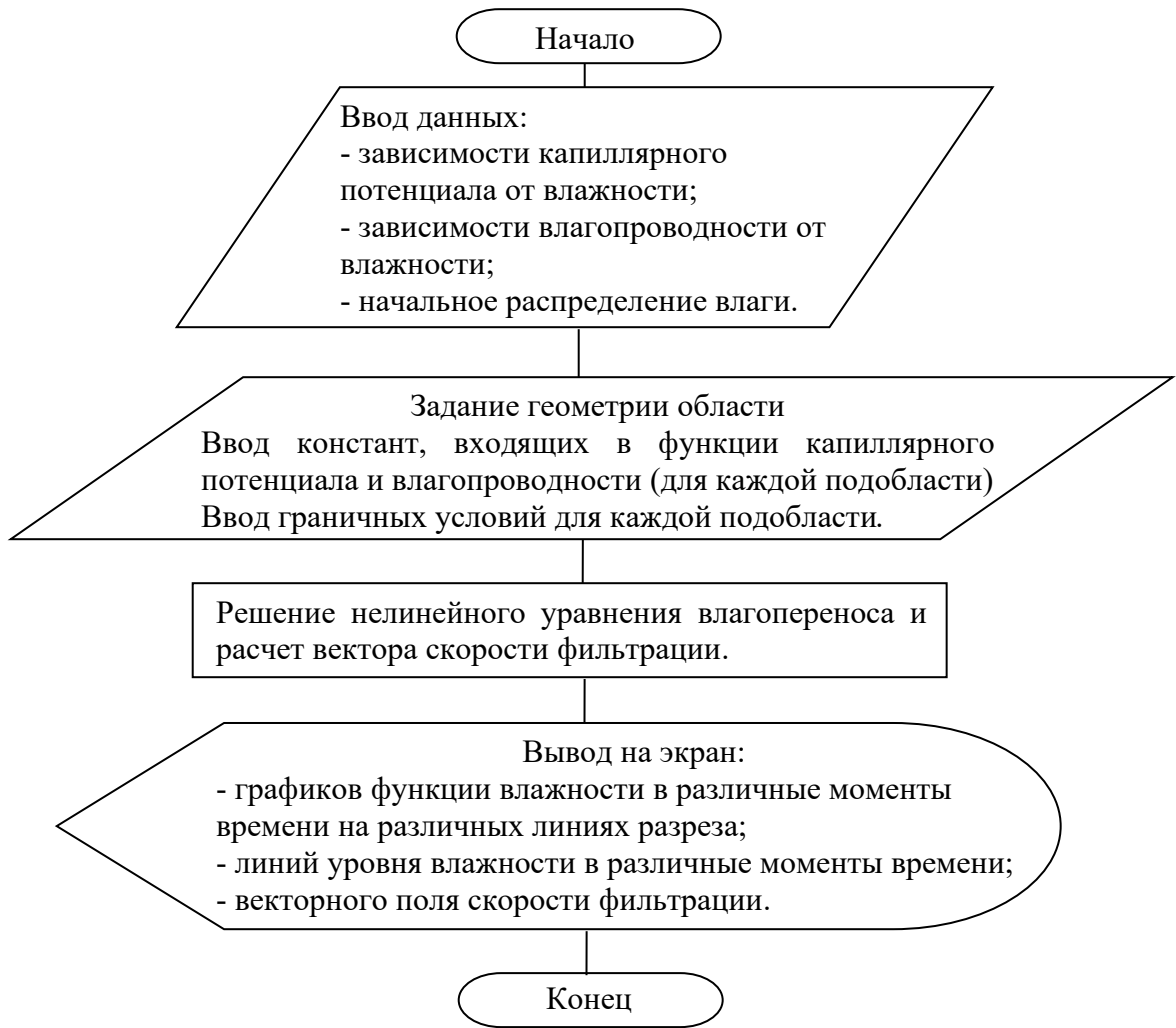 Начало
Ввод данных:
- зависимости капиллярного
потенциала от влажности;
- зависимости влагопроводности от
влажности;
- начальное распределение влаги.
Задание геометрии области
Ввод констант, входящих в функции капиллярного
потенциала и влагопроводности (для каждой подобласти)
Ввод граничных условий для каждой подобласти.
Решение нелинейного уравнения влагопереноса и
расчет вектора скорости фильтрации.
Вывод на экран:
- графиков функции влажности в различные моменты
времени на различных линиях разреза;
- линий уровня влажности в различные моменты времени;
- векторного поля скорости фильтрации.
Конец